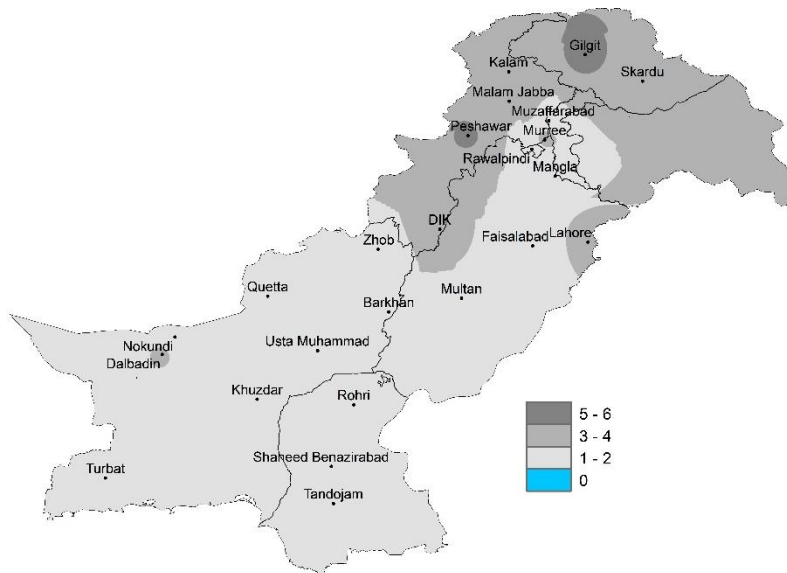 Gilgit
Kalam
Skardu
Malam Jabba
Muzaffarabad
Peshawar
Murree
Rawalpindi
Mangla
DIK
Zhob
Faisalabad
Lahore
Quetta
Multan
Barkhan
Nokundi
Usta Muhammad
Dalbadin
Khuzdar
Rohri
5 - 6
3 - 4
1 - 2
0
Shaheed Benazirabad
Turbat
Tandojam